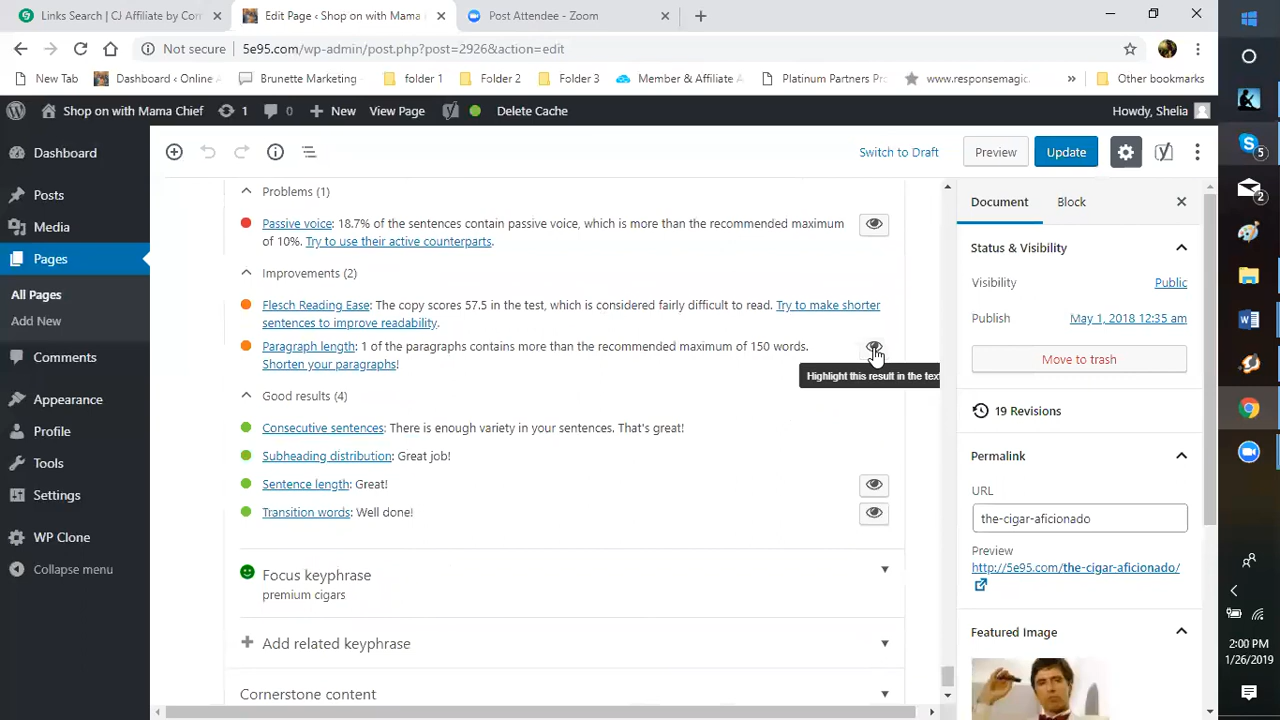 Links Search | CJ Affiliate by Com
Edit Page ‹ Shop on with Mama
Post Attendee - Zoom
Not secure 5e95.com/wp-admin/post.php?post=2926&action=edit
New Tab
Dashboard ‹ Online
Brunette Marketing -
folder 1
Folder 2
Folder 3
Member & Affiliate
Platinum Partners Pr
www.responsemagic.
»
Other bookmarks
Shop on with Mama Chief
1
New
View Page
Delete Cache
Howdy, Shelia
Dashboard
Posts
Media
Pages
All Pages
Add New
Comments
Appearance
Profile
Tools
Settings
WP Clone
Collapse menu
Switch to Draft
Preview
Update
Problems (1)
Passive voice: 18.7% of the sentences contain passive voice, which is more than the recommended maximum
of 10%. Try to use their active counterparts.
Improvements (2)
Flesch Reading Ease: The copy scores 57.5 in the test, which is considered fairly difficult to read. Try to make shorter
sentences to improve readability.
Paragraph length: 1 of the paragraphs contains more than the recommended maximum of 150 words.
Shorten your paragraphs!
Highlight this result in the text
Good results (4)
Consecutive sentences: There is enough variety in your sentences. That's great!
Subheading distribution: Great job!
Sentence length: Great!
Transition words: Well done!
Focus keyphrase
premium cigars
Add related keyphrase
Cornerstone content
Document
Block
Status & Visibility
Visibility
Public
Publish
May 1, 2018 12:35 am
Move to trash
19 Revisions
Permalink
URL
the-cigar-aficionado
Preview
http://5e95.com/the-cigar-aficionado/
Featured Image
5
2
2:00 PM
1/26/2019